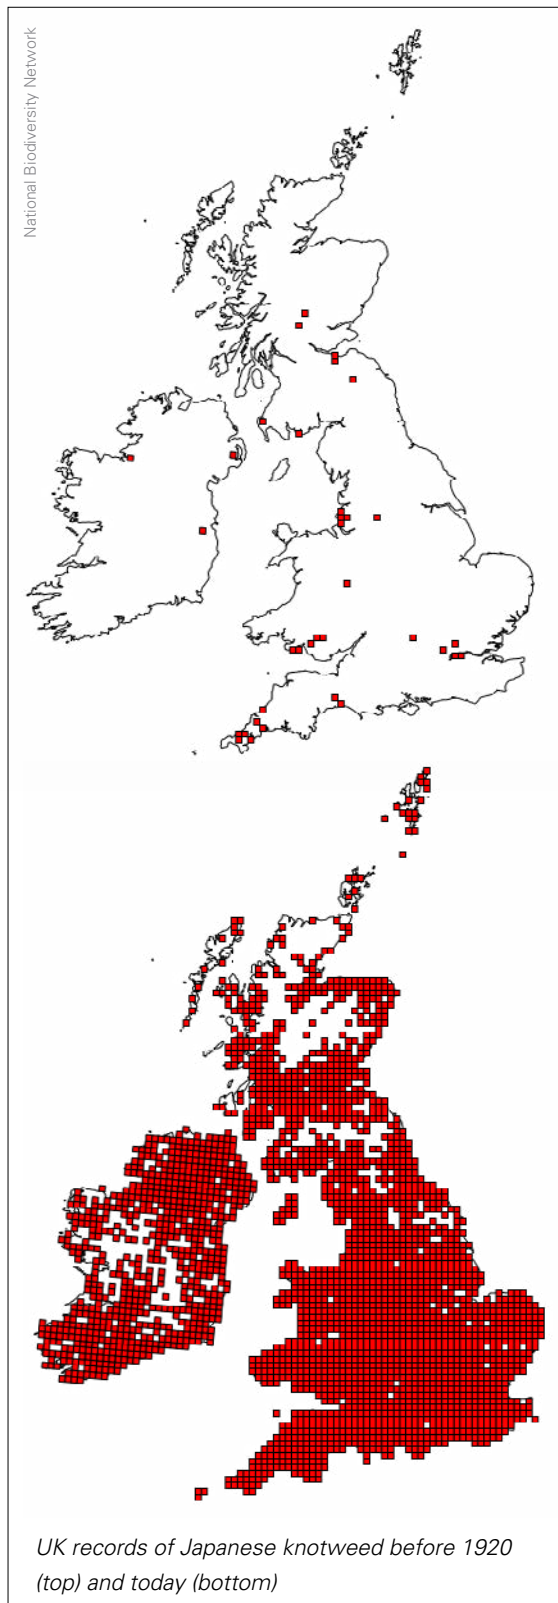 National Biodiversity Network
UK records of Japanese knotweed before 1920
(top) and today (bottom)